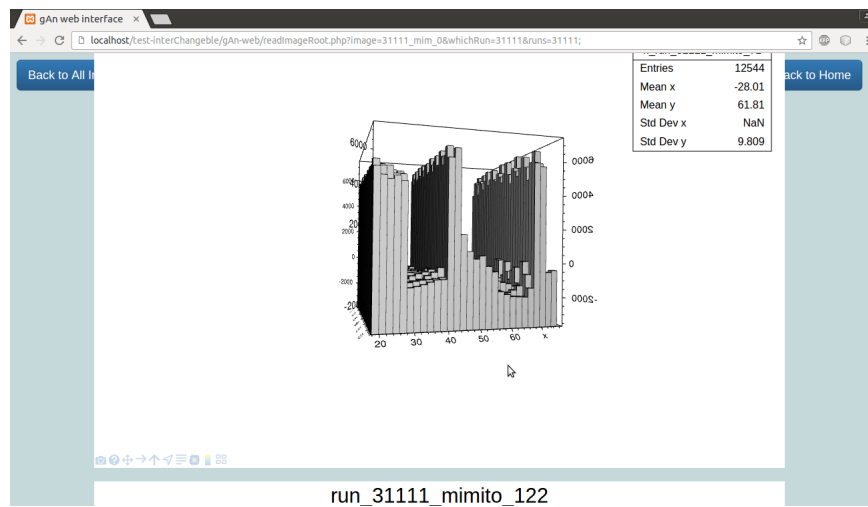 gAn web interface
localhost/test-interChangeble/gAn-web/readImageRoot.php?image=31111_mim_0&whichRun=31111&runs=31111;
Back to All
ack to Home
Entries 12544
Mean x -28.01
Mean y 61.81
Std Dev x NaN
Std Dev y 9.809
6000
4000
2000
0
-2000
6000
4000
2000
0
-2000
20 30 40 50 60 x
run_31111_mimito_122